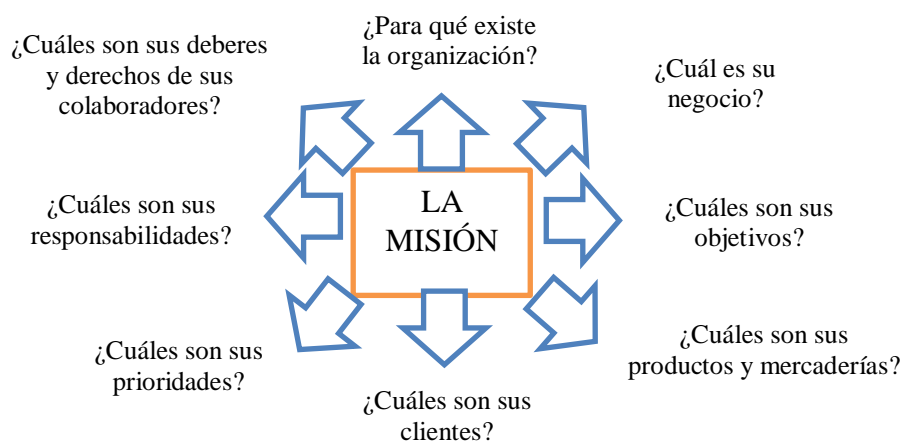 ¿Para qué existe
la organización?
¿Cuáles son sus deberes
y derechos de sus
colaboradores?
¿Cuál es su
negocio?
LA
MISIÓN
¿Cuáles son sus
responsabilidades?
¿Cuáles son sus
objetivos?
¿Cuáles son sus
prioridades?
¿Cuáles son sus
productos y mercaderías?
¿Cuáles son sus
clientes?